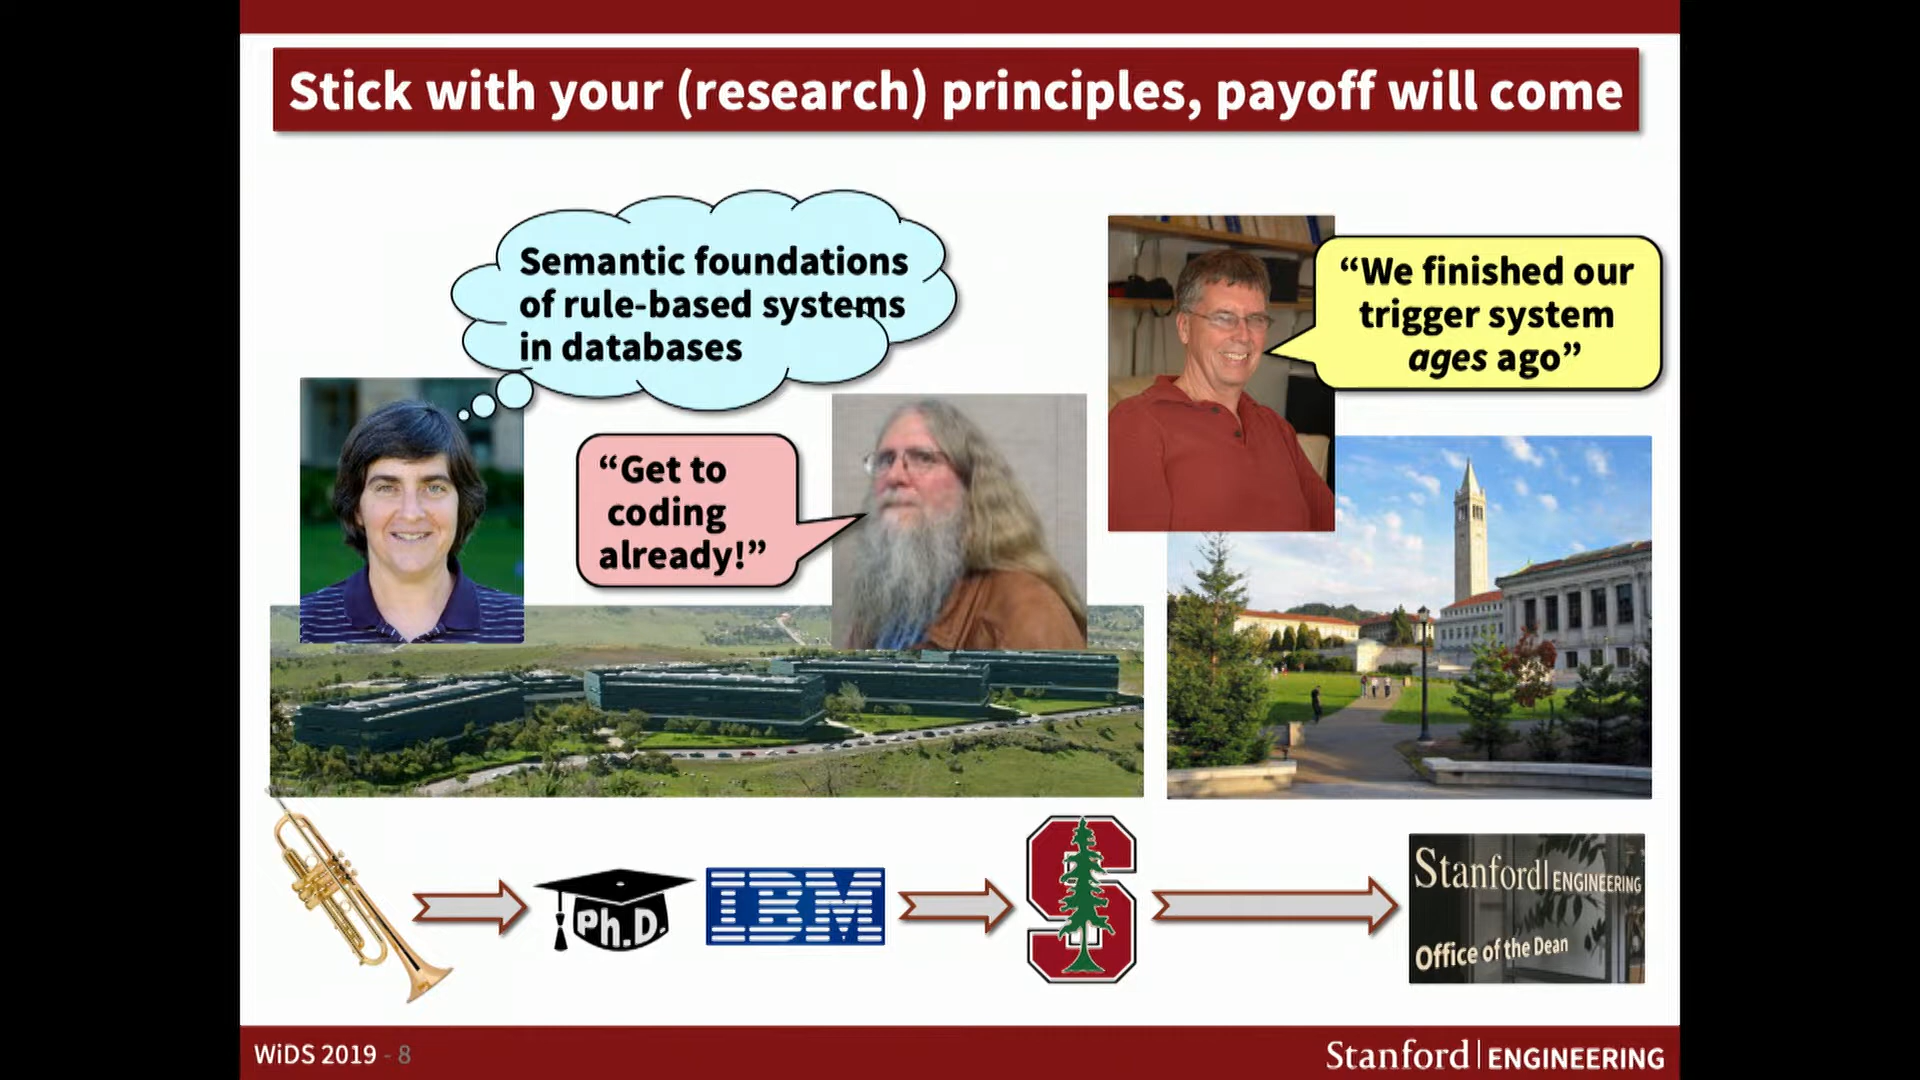 Stick with your (research) principles, payoff will come
Semantic foundations
of rule-based systems
in databases
“We finished our
trigger system
ages ago”
“Get to
coding
already!”
Ph.D.
IBM
S
Stanford | ENGINEERING
Office of the Dean
WiDS 2019 - 8
Stanford | ENGINEERING